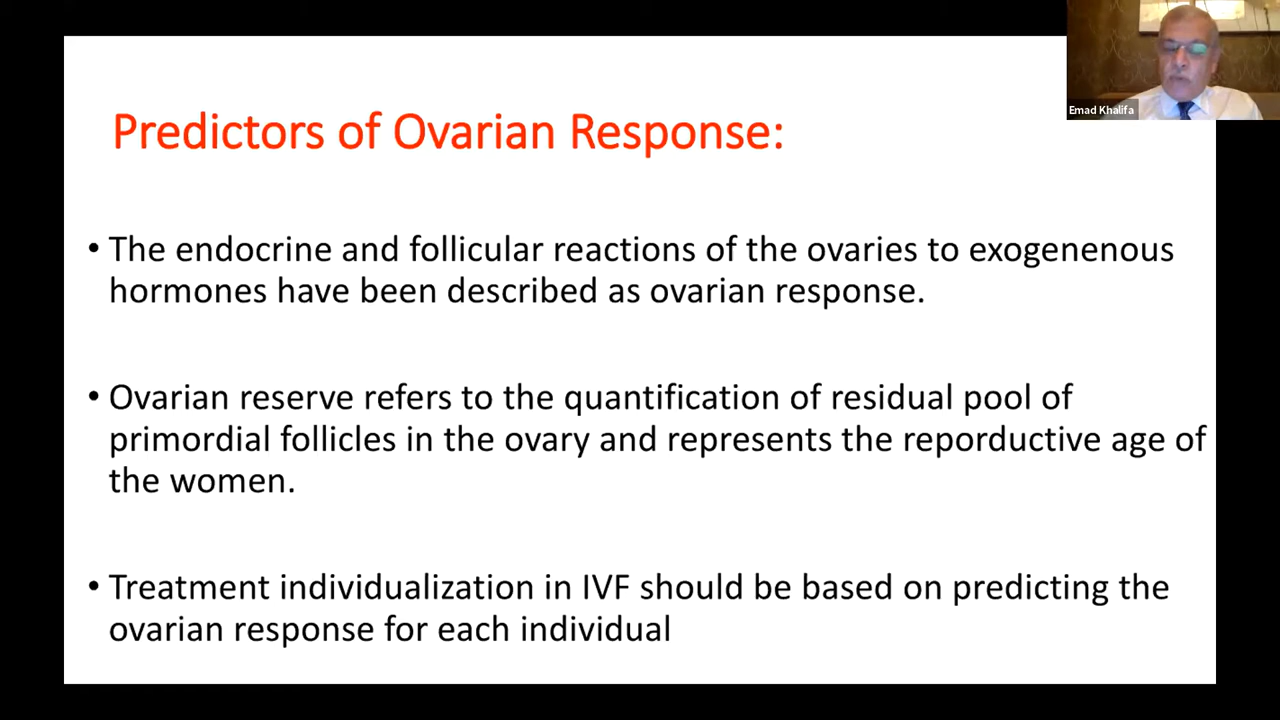 Emad Khalifa
Predictors of Ovarian Response:
• The endocrine and follicular reactions of the ovaries to exogenenous
hormones have been described as ovarian response.
• Ovarian reserve refers to the quantification of residual pool of
primordial follicles in the ovary and represents the reporductive age of
the women.
• Treatment individualization in IVF should be based on predicting the
ovarian response for each individual